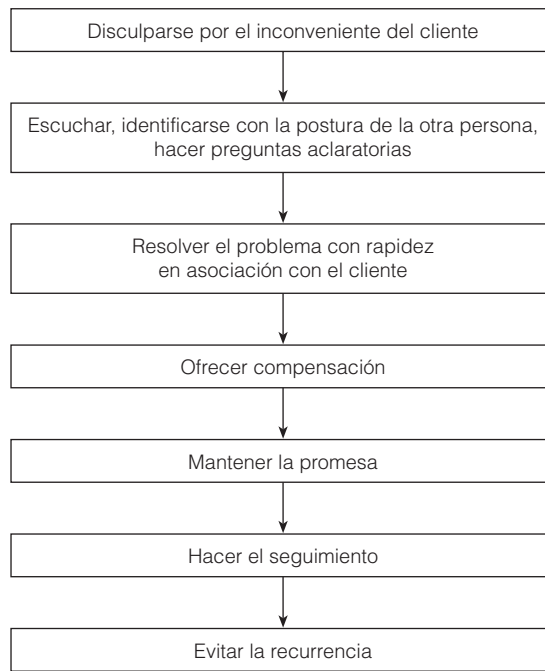 Disculparse por el inconveniente del cliente
Escuchar, identificarse con la postura de la otra persona,
hacer preguntas aclaratorias
Resolver el problema con rapidez
en asociación con el cliente
Ofrecer compensación
Mantener la promesa
Hacer el seguimiento
Evitar la recurrencia